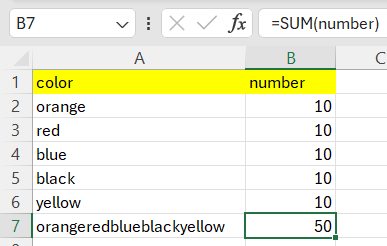 B7 fx =SUM(number)
A B C
1 color number
2 orange 10
3 red 10
4 blue 10
5 black 10
6 yellow 10
7 orangeredblueblackyellow 50